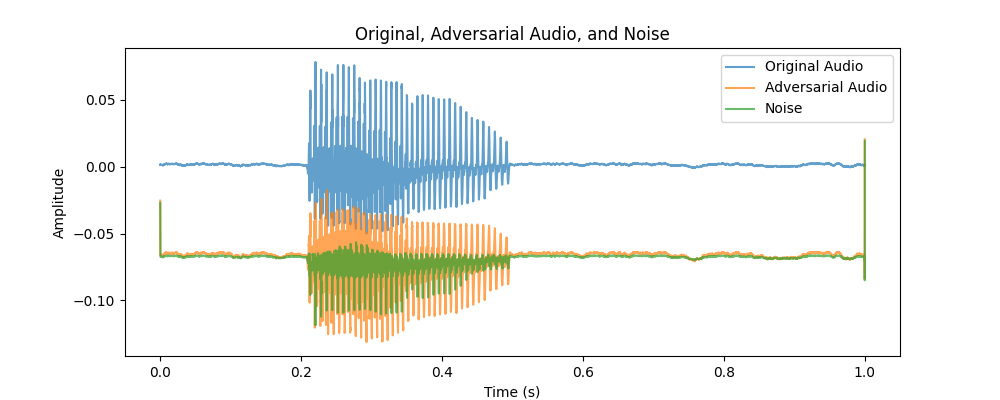 Original, Adversarial Audio, and Noise
Original Audio
Adversarial Audio
Noise
Amplitude
0.05
0.00
−0.05
−0.10
0.0 0.2 0.4 0.6 0.8 1.0
Time (s)